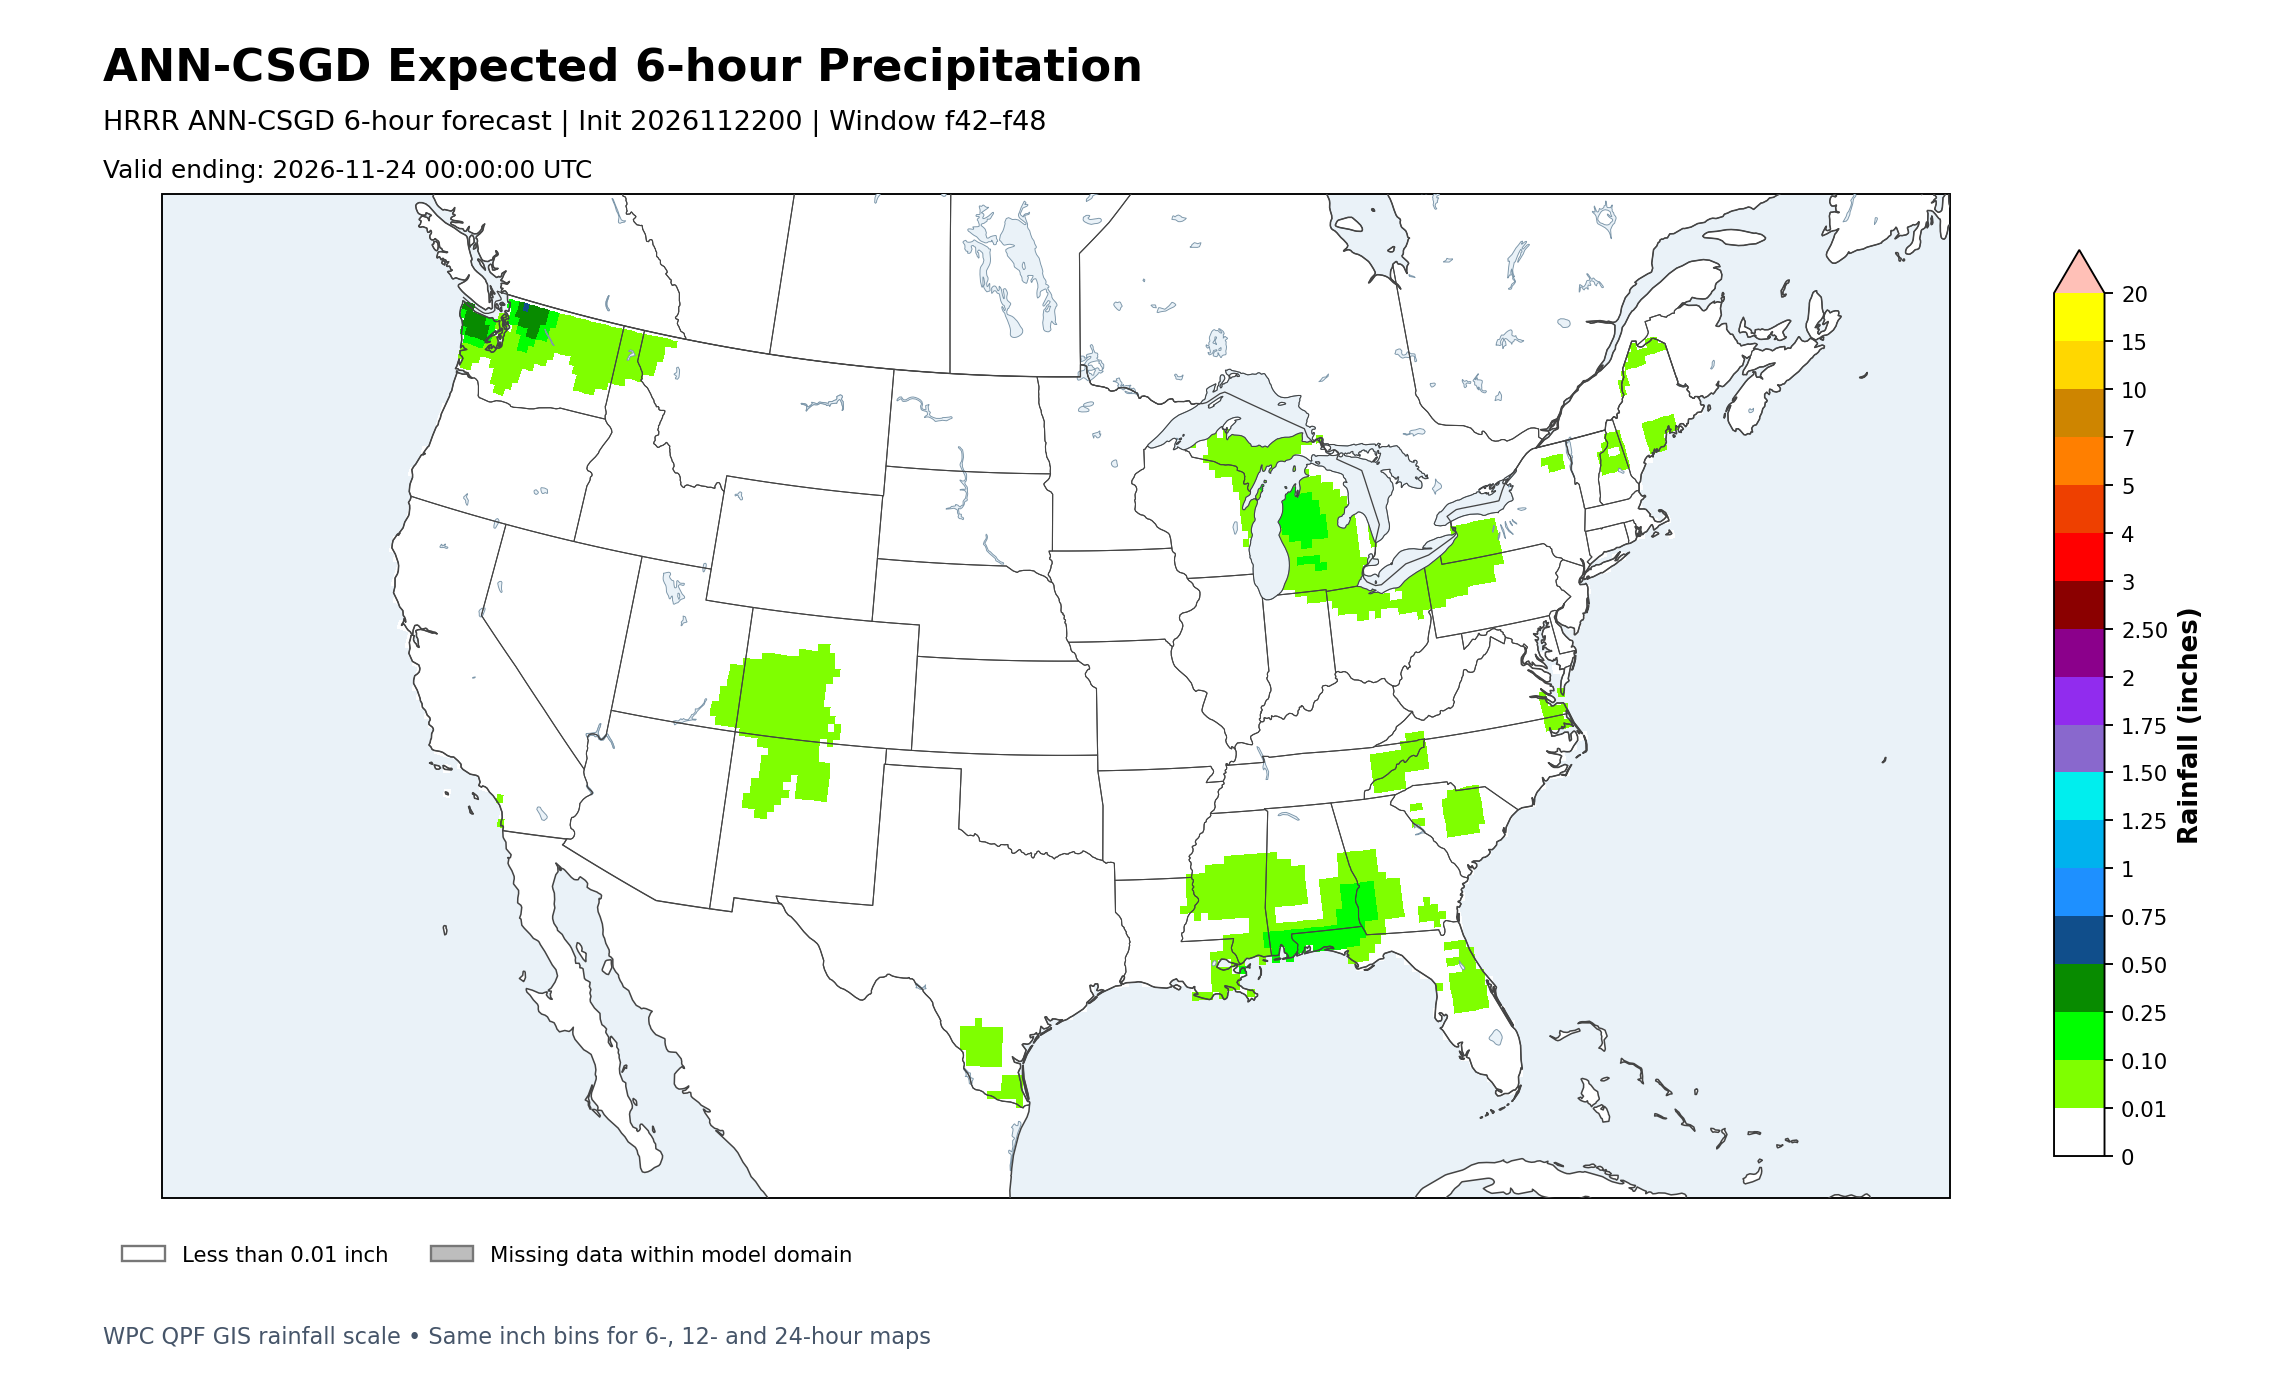 ANN-CSGD Expected 6-hour Precipitation
HRRR ANN-CSGD 6-hour forecast | Init 2026112200 | Window f42–f48
Valid ending: 2026-11-24 00:00:00 UTC
20
15
10
7
5
4
3
2.50
2
1.75
1.50
1.25
1
0.75
0.50
0.25
0.10
0.01
0
Rainfall (inches)
Less than 0.01 inch
Missing data within model domain
WPC QPF GIS rainfall scale • Same inch bins for 6-, 12- and 24-hour maps